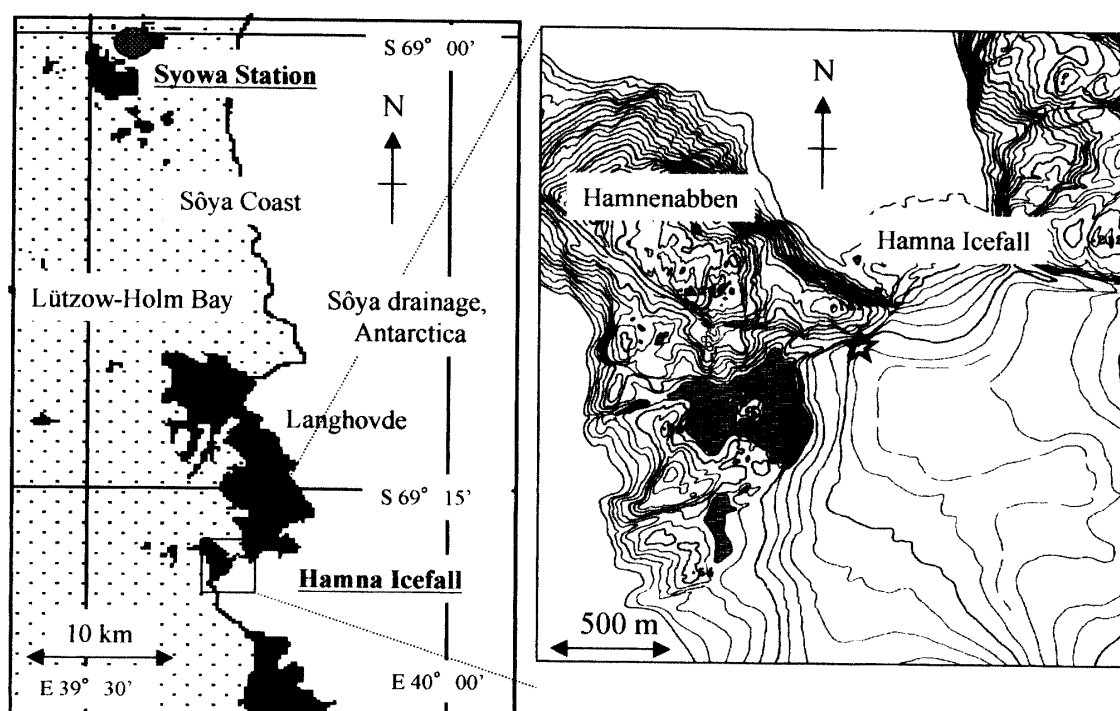 S 69° 00'
Syowa Station
N
Sôya Coast
Lützow-Holm Bay
Sôya drainage,
Antarctica
Langhovde
S 69° 15'
Hamna Icefall
10 km
E 39° 30'
E 40° 00'
N
Hamnenabben
Hamna Icefall
500 m